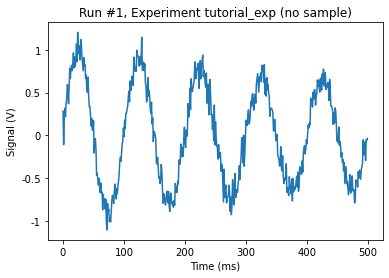 Run #1, Experiment tutorial_exp (no sample)
Signal (V)
1
0.5
0
-0.5
-1
0 100 200 300 400 500
Time (ms)